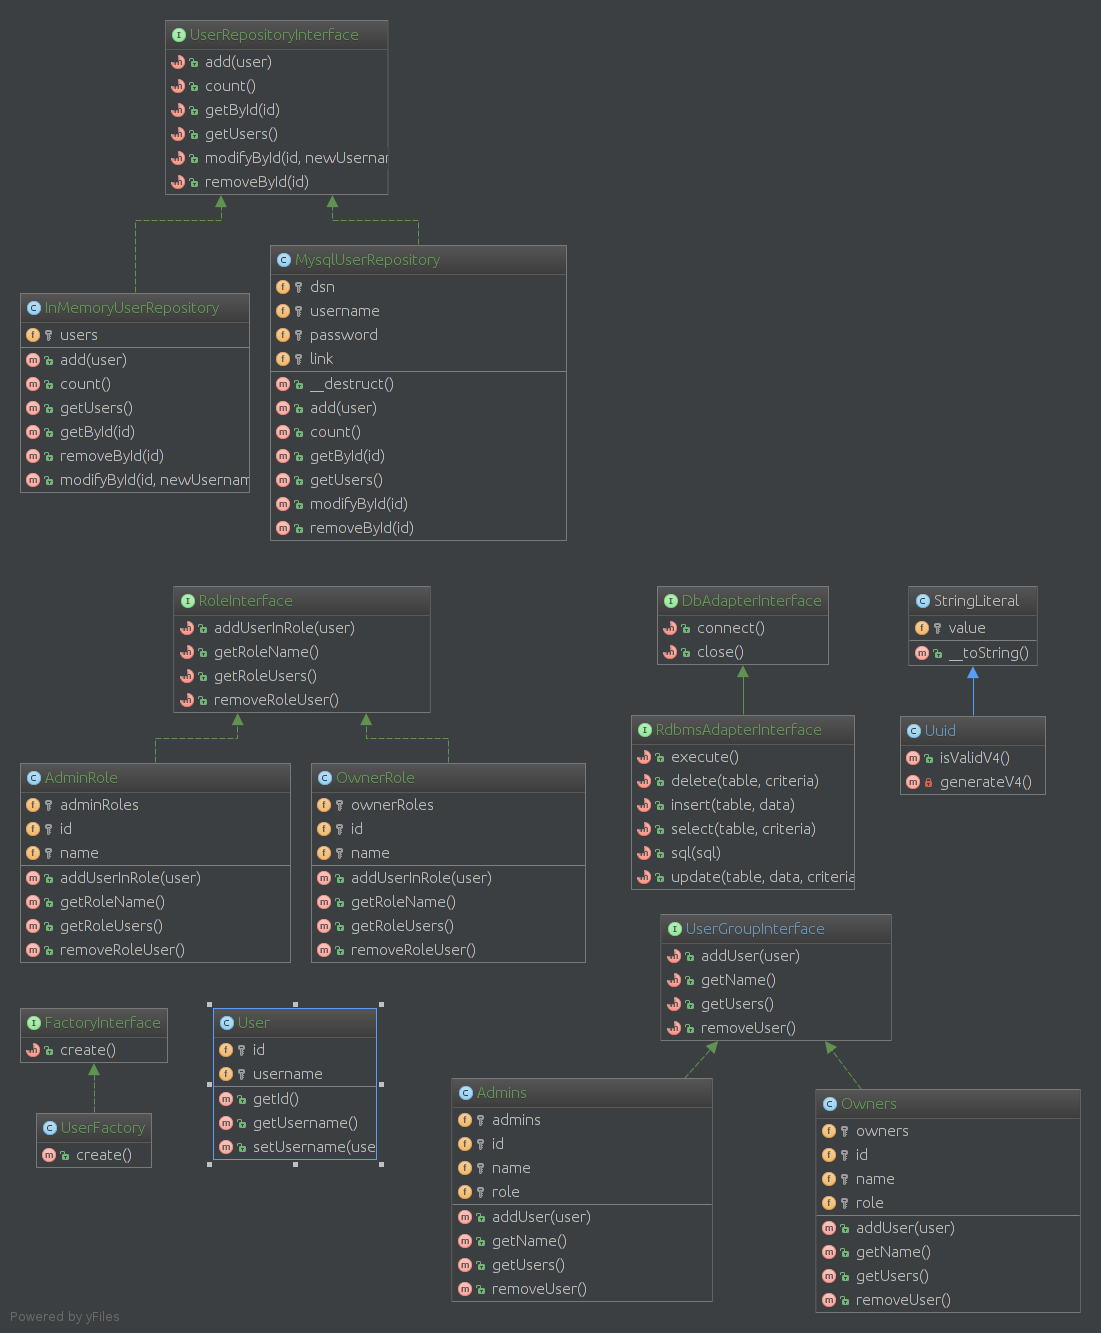 UserRepositoryInterface
add(user)
count()
getById(id)
getUsers()
modifyById(id, newUsernar
removeById(id)
InMemoryUserRepository
users
add(user)
count()
getUsers()
getById(id)
removeById(id)
modifyById(id, newUsernam
MysqlUserRepository
dsn
username
password
link
__destruct()
add(user)
count()
getById(id)
getUsers()
modifyById(id)
removeById(id)
RoleInterface
addUserInRole(user)
getRoleName()
getRoleUsers()
removeRoleUser()
DbAdapterInterface
connect()
close()
StringLiteral
value
__toString()
AdminRole
adminRoles
id
name
addUserInRole(user)
getRoleName()
getRoleUsers()
removeRoleUser()
OwnerRole
ownerRoles
id
name
addUserInRole(user)
getRoleName()
getRoleUsers()
removeRoleUser()
RdbmsAdapterInterface
execute()
delete(table, criteria)
insert(table, data)
select(table, criteria)
sql(sql)
update(table, data, criteria
Uuid
isValidV4()
generateV4()
UserGroupInterface
addUser(user)
getName()
getUsers()
removeUser()
FactoryInterface
create()
UserFactory
create()
User
id
username
getId()
getUsername()
setUsername(use
Admins
admins
id
name
role
addUser(user)
getName()
getUsers()
removeUser()
Owners
owners
id
name
role
addUser(user)
getName()
getUsers()
removeUser()
Powered by yFiles